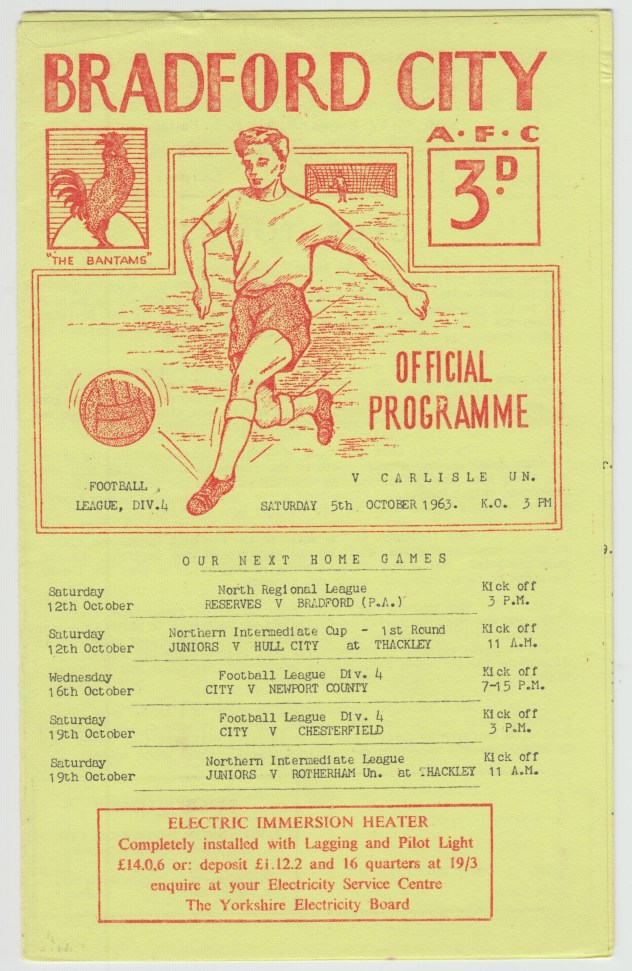 BRADFORD CITY
A·F·C
3.D
"THE BANTAMS"
OFFICIAL
PROGRAMME
FOOTBALL
LEAGUE, DIV.4
V CARLISLE UN.
SATURDAY 5th OCTOBER 1963. K.O. 3 PM
OUR NEXT HOME GAMES
Saturday North Regional League Kick off
12th October RESERVES V BRADFORD (P.A.) 3 P.M.
Saturday Northern Intermediate Cup - 1st Round Kick off
12th October JUNIORS V HULL CITY at THACKLEY 11 A.M.
Wednesday Football League Div. 4 Kick off
16th October CITY V NEWPORT COUNTY 7-15 P.M.
Saturday Football League Div. 4 Kick off
19th October CITY V CHESTERFIELD 3 P.M.
Saturday Northern Intermediate League Kick off
19th October JUNIORS V ROTHERHAM Un. at THACKLEY 11 A.M.
ELECTRIC IMMERSION HEATER
Completely installed with Lagging and Pilot Light
£14.0.6 or: deposit £1.12.2 and 16 quarters at 19/3
enquire at your Electricity Service Centre
The Yorkshire Electricity Board